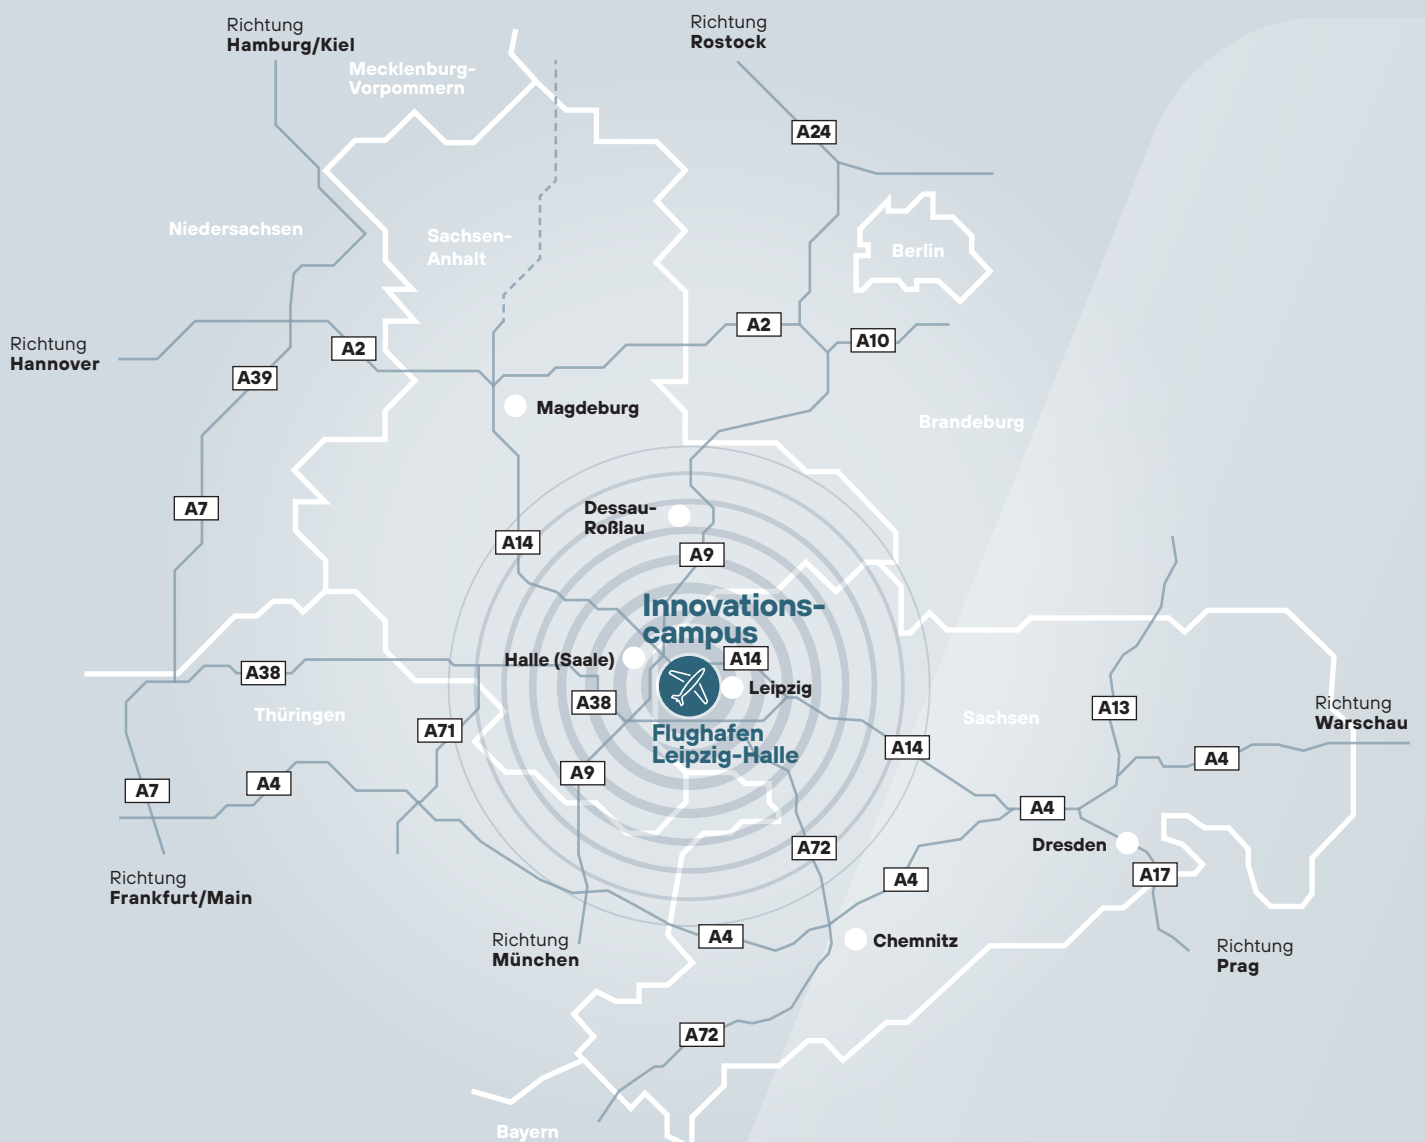 Richtung
Hamburg/Kiel
Richtung
Rostock
Mecklenburg-
Vorpommern
A24
Niedersachsen
Sachsen-
Anhalt
Berlin
A2
A10
Richtung
Hannover
A2
A39
Magdeburg
Brandeburg
A7
Dessau-
Roßlau
A14
A9
Innovations-
campus
Halle (Saale)
A14
Leipzig
A38
A38
Thüringen
A71
Flughafen
Leipzig-Halle
Sachsen
A13
Richtung
Warschau
A14
A4
A9
A7
A4
A4
A72
Dresden
A17
A4
Richtung
Frankfurt/Main
Richtung
München
A4
Chemnitz
Richtung
Prag
A72
Bayern